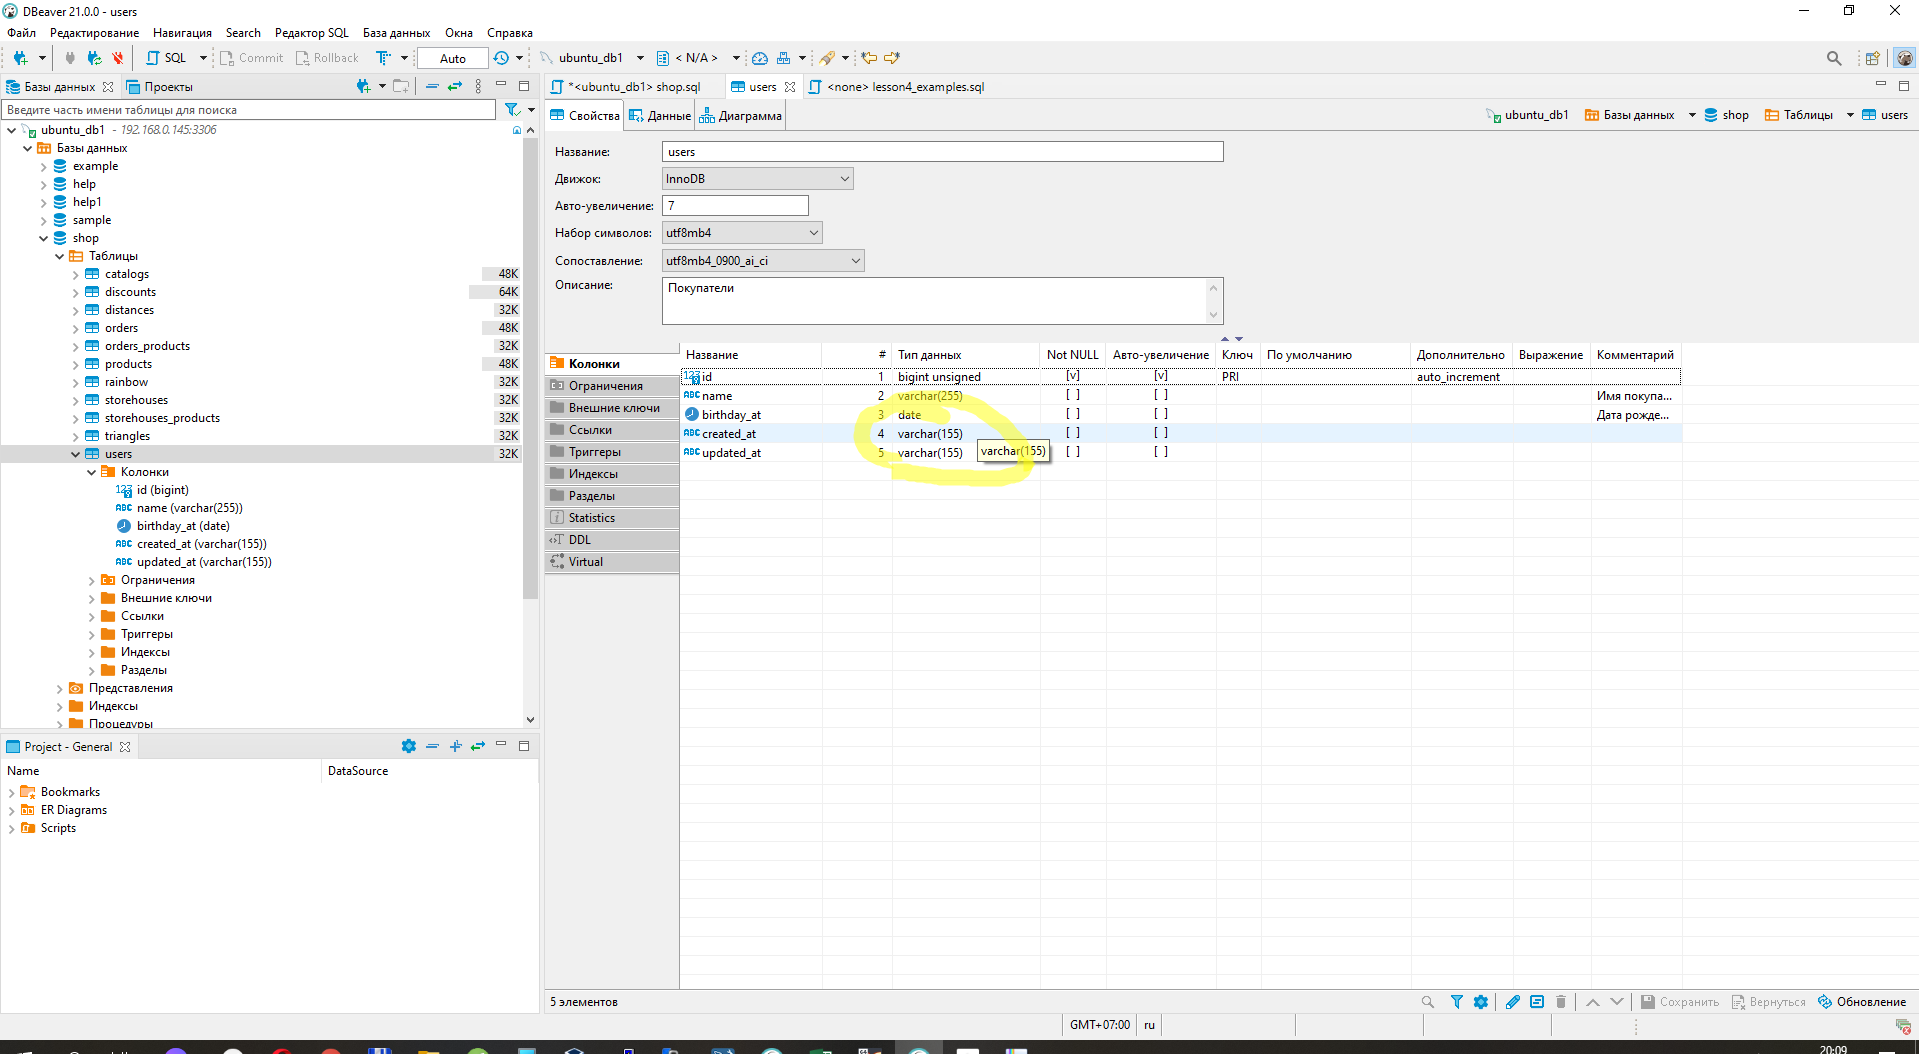 DBeaver 21.0.0 - users
Файл Редактирование Навигация Search Редактор SQL База данных Окна Справка
SQL Commit Rollback Auto ubuntu_db1 < N/A >
Базы данных Проекты
Введите часть имени таблицы для поиска
ubuntu_db1 - 192.168.0.145:3306
Базы данных
example
help
help1
sample
shop
Таблицы
catalogs 48K
discounts 64K
distances 32K
orders 48K
orders_products 32K
products 48K
rainbow 32K
storehouses 32K
storehouses_products 32K
triangles 32K
users 32K
Колонки
id (bigint)
name (varchar(255))
birthday_at (date)
created_at (varchar(155))
updated_at (varchar(155))
Ограничения
Внешние ключи
Ссылки
Триггеры
Индексы
Разделы
Представления
Индексы
Процедуры
Project - General
Name DataSource
Bookmarks
ER Diagrams
Scripts
*<ubuntu_db1> shop.sql users <none> lesson4_examples.sql
Свойства Данные Диаграмма ubuntu_db1 Базы данных shop Таблицы users
Название: users
Движок: InnoDB
Авто-увеличение: 7
Набор символов: utf8mb4
Сопоставление: utf8mb4_0900_ai_ci
Описание: Покупатели
Колонки
Ограничения
Внешние ключи
Ссылки
Триггеры
Индексы
Разделы
Statistics
DDL
Virtual
Название # Тип данных Not NULL Авто-увеличение Ключ По умолчанию Дополнительно Выражение Комментарий
123 id 1 bigint unsigned [v] [v] PRI auto_increment
ABC name 2 varchar(255) [ ] [ ] Имя покупа...
birthday_at 3 date [ ] [ ] Дата рожде...
ABC created_at 4 varchar(155) [ ] [ ]
ABC updated_at 5 varchar(155) [ ] [ ]
varchar(155)
5 элементов Сохранить Вернуться Обновление
GMT+07:00 ru
20:09